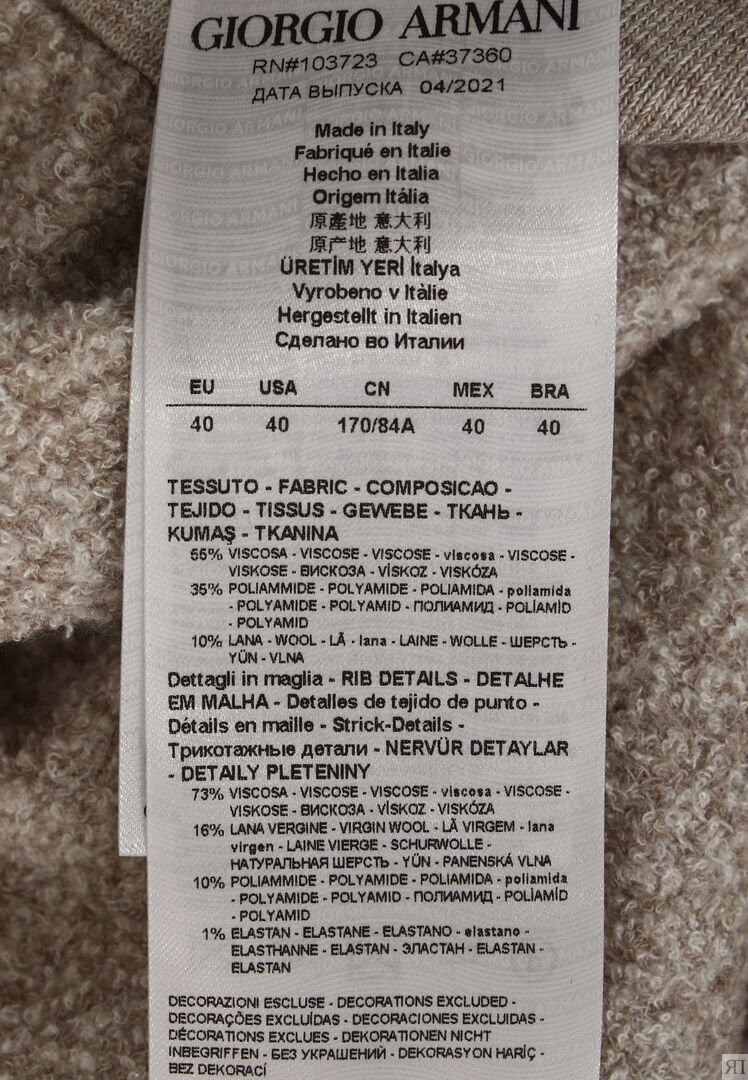 GIORGIO ARMANI
RN#103723 CA#37360
ДАТА ВЫПУСКА 04/2021
Made in Italy
Fabriqué en Italie
Hecho en Italia
Origem Itália
原產地 意大利
原产地 意大利
ÜRETİM YERİ İtalya
Vyrobeno v Itàlie
Hergestellt in Italien
Сделано во Италии
EU USA CN MEX BRA
40 40 170/84A 40 40
TESSUTO - FABRIC - COMPOSICAO -
TEJIDO - TISSUS - GEWEBE - ТКАНЬ -
KUMAŞ - TKANINA
55% VISCOSA - VISCOSE - VISCOSE - viscosa - VISCOSE -
VISKOSE - ВИСКОЗА - VİSKOZ - VISKÓZA
35% POLIAMMIDE - POLYAMIDE - POLIAMIDA - poliamida
- POLYAMIDE - POLYAMID - ПОЛИАМИД - POLİAMİD
- POLYAMID
10% LANA - WOOL - LÃ - lana - LAINE - WOLLE - ШЕРСТЬ -
YÜN - VLNA
Dettagli in maglia - RIB DETAILS - DETALHE
EM MALHA - Detalles de tejido de punto -
Détails en maille - Strick-Details -
Трикотажные детали - NERVÜR DETAYLAR
- DETAILY PLETENINY
73% VISCOSA - VISCOSE - VISCOSE - viscosa - VISCOSE -
VISKOSE - ВИСКОЗА - VİSKOZ - VISKÓZA
16% LANA VERGINE - VIRGIN WOOL - LÃ VIRGEM - lana
virgen - LAINE VIERGE - SCHURWOLLE -
НАТУРАЛЬНАЯ ШЕРСТЬ - YÜN - PANENSKÁ VLNA
10% POLIAMMIDE - POLYAMIDE - POLIAMIDA - poliamida
- POLYAMIDE - POLYAMID - ПОЛИАМИД - POLİAMİD
- POLYAMID
1% ELASTAN - ELASTANE - ELASTANO - elastano -
ELASTHANNE - ELASTAN - ЭЛАСТАН - ELASTAN -
ELASTAN
DECORAZIONI ESCLUSE - DECORATIONS EXCLUDED -
DECORAÇÕES EXCLUÍDAS - DECORACIONES EXCLUIDAS -
DÉCORATIONS EXCLUES - DEKORATIONEN NICHT
INBEGRIFFEN - БЕЗ УКРАШЕНИЙ - DEKORASYON HARİÇ -
BEZ DEKORACÍ
ЯП